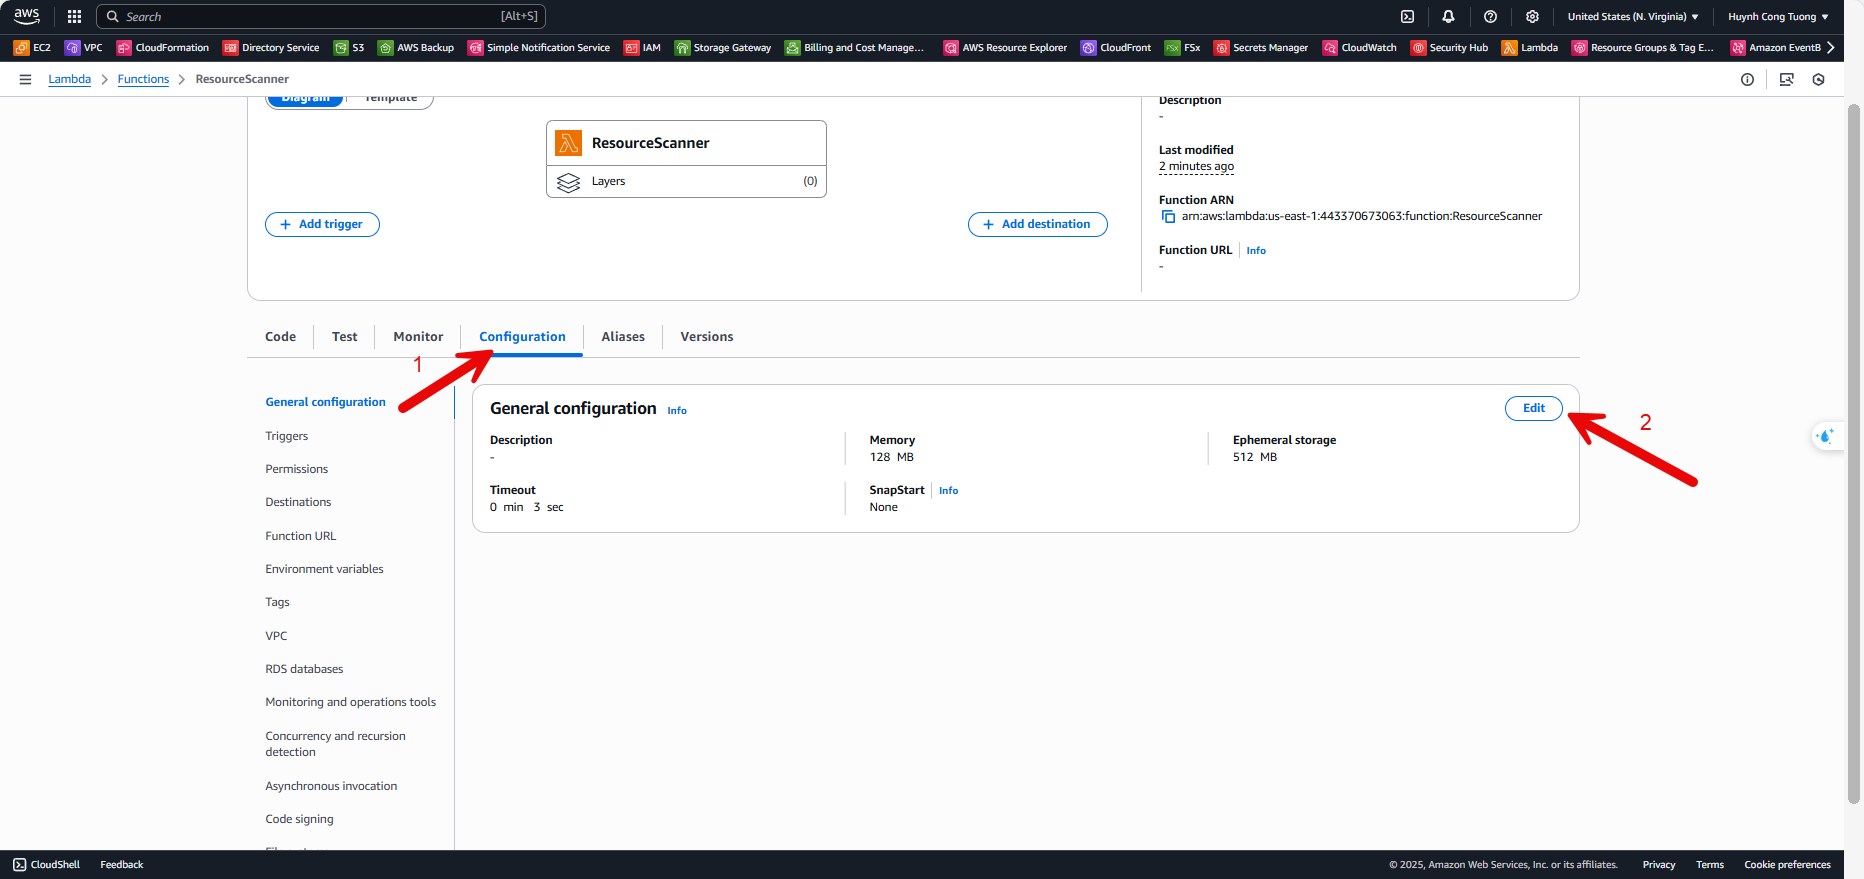 aws
Search [Alt+S]
United States (N. Virginia) ▼
Huynh Cong Tuong ▼
EC2 VPC CloudFormation Directory Service S3 AWS Backup Simple Notification Service IAM Storage Gateway Billing and Cost Manage... AWS Resource Explorer CloudFront FSx Secrets Manager CloudWatch Security Hub Lambda Resource Groups & Tag E... Amazon EventB
Lambda > Functions > ResourceScanner
Diagram Template
ResourceScanner
Layers (0)
+ Add trigger
+ Add destination
Description
-
Last modified
2 minutes ago
Function ARN
arn:aws:lambda:us-east-1:443370673063:function:ResourceScanner
Function URL Info
-
Code Test Monitor Configuration Aliases Versions
1
General configuration
Triggers
Permissions
Destinations
Function URL
Environment variables
Tags
VPC
RDS databases
Monitoring and operations tools
Concurrency and recursion
detection
Asynchronous invocation
Code signing
General configuration Info
Edit
2
Description
-
Memory
128 MB
Ephemeral storage
512 MB
Timeout
0 min 3 sec
SnapStart Info
None
CloudShell Feedback
© 2025, Amazon Web Services, Inc. or its affiliates. Privacy Terms Cookie preferences